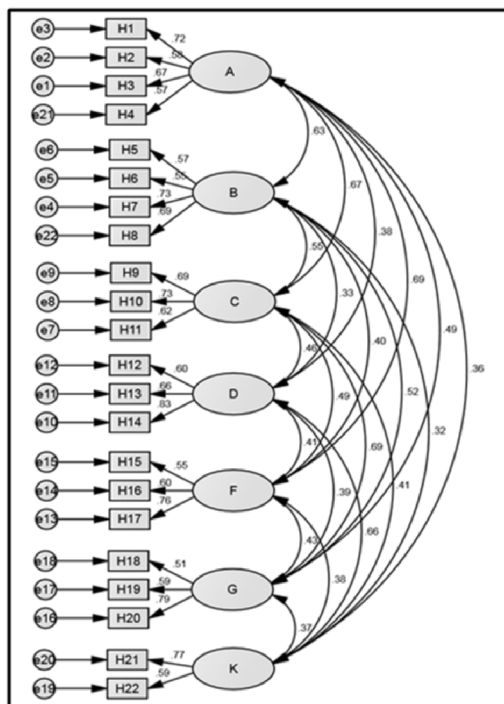 e3 H1 .72
e2 H2 .58
A
e1 H3 .67
e21 H4 .57
.63
e6 H5 .57
e5 H6 .55
.67
B
e4 H7 .73
.38
e22 H8 .69
.55
.69
e9 H9 .69
.33
.49
e8 H10 .73
C
.40
.36
e7 H11 .62
.46
.52
.32
e12 H12 .60
.49
e11 H13 .66
D
.69
e10 H14 .83
.41
.41
e15 H15 .55
.39
e14 H16 .60
F
.66
e13 H17 .76
.43
e18 H18 .51
.38
e17 H19 .59
G
e16 H20 .79
.37
e20 H21 .77
K
e19 H22 .59